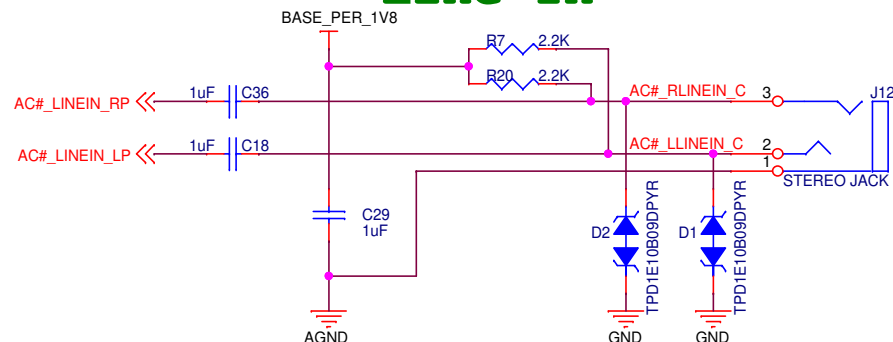 BASE_PER_1V8
R7 2.2K
R20 2.2K
AC#_LINEIN_RP
1uF C36
AC#_RLINEIN_C 3
J12
AC#_LINEIN_LP
1uF C18
AC#_LLINEIN_C 2
1
STEREO JACK
C29
1uF
D2
TPD1E10B09DPYR
D1
TPD1E10B09DPYR
AGND
GND
GND